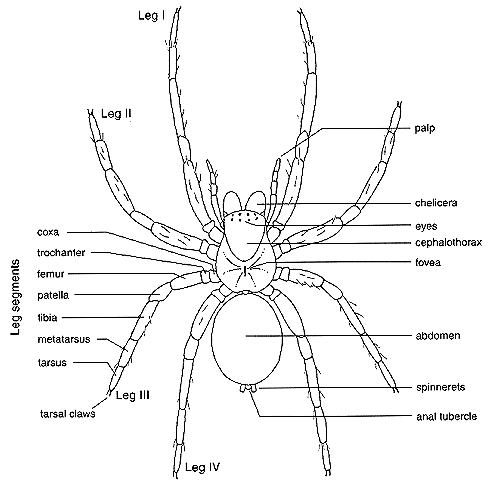 Leg I
Leg II
palp
chelicera
eyes
cephalothorax
fovea
coxa
trochanter
femur
patella
tibia
metatarsus
tarsus
tarsal claws
Leg segments
Leg III
Leg IV
abdomen
spinnerets
anal tubercle